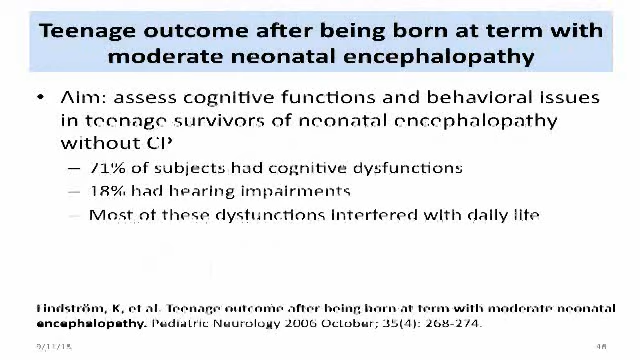 Teenage outcome after being born at term with
moderate neonatal encephalopathy
• Aim: assess cognitive functions and behavioral issues
in teenage survivors of neonatal encephalopathy
without CP
– 71% of subjects had cognitive dysfunctions
– 18% had hearing impairments
– Most of these dysfunctions interfered with daily life
Lindström, K, et al. Teenage outcome after being born at term with moderate neonatal
encephalopathy. Pediatric Neurology 2006 October; 35(4): 268-274.
9/11/15